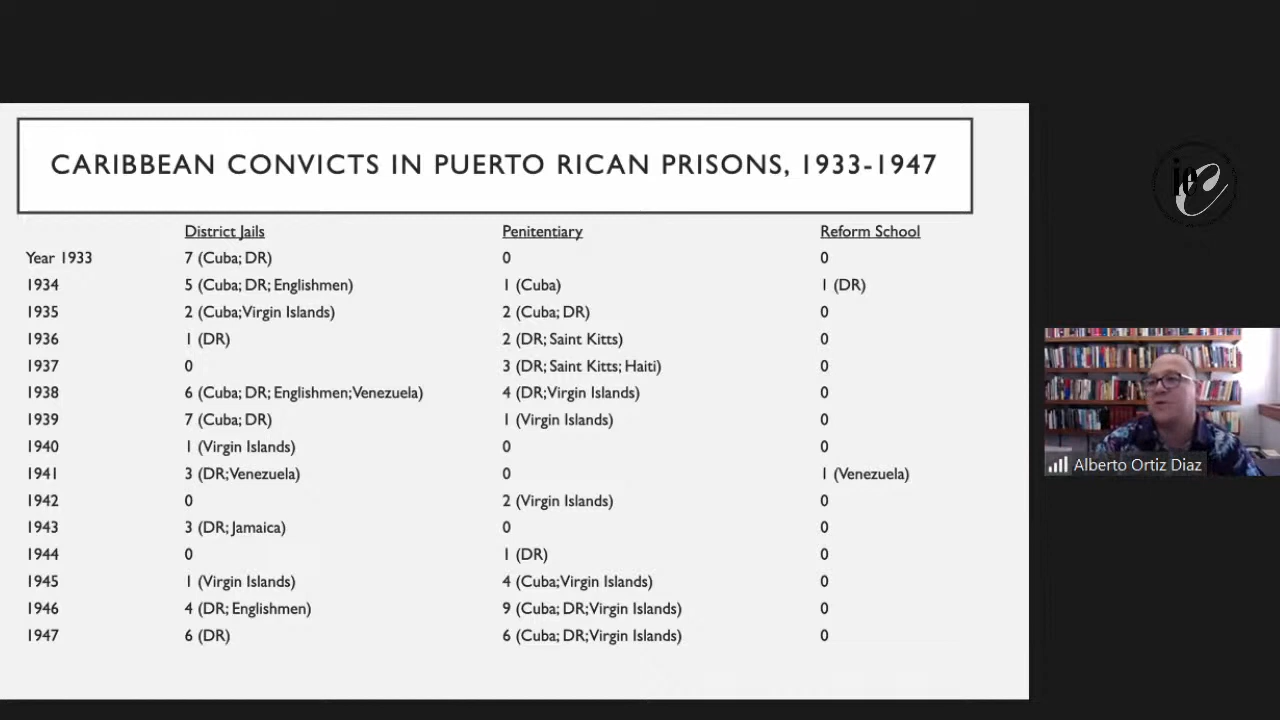 CARIBBEAN CONVICTS IN PUERTO RICAN PRISONS, 1933-1947
District Jails Penitentiary Reform School
Year 1933 7 (Cuba; DR) 0 0
1934 5 (Cuba; DR; Englishmen) 1 (Cuba) 1 (DR)
1935 2 (Cuba; Virgin Islands) 2 (Cuba; DR) 0
1936 1 (DR) 2 (DR; Saint Kitts) 0
1937 0 3 (DR; Saint Kitts; Haiti) 0
1938 6 (Cuba; DR; Englishmen; Venezuela) 4 (DR; Virgin Islands) 0
1939 7 (Cuba; DR) 1 (Virgin Islands) 0
1940 1 (Virgin Islands) 0 0
1941 3 (DR; Venezuela) 0 1 (Venezuela)
1942 0 2 (Virgin Islands) 0
1943 3 (DR; Jamaica) 0 0
1944 0 1 (DR) 0
1945 1 (Virgin Islands) 4 (Cuba; Virgin Islands) 0
1946 4 (DR; Englishmen) 9 (Cuba; DR; Virgin Islands) 0
1947 6 (DR) 6 (Cuba; DR; Virgin Islands) 0
Alberto Ortiz Diaz